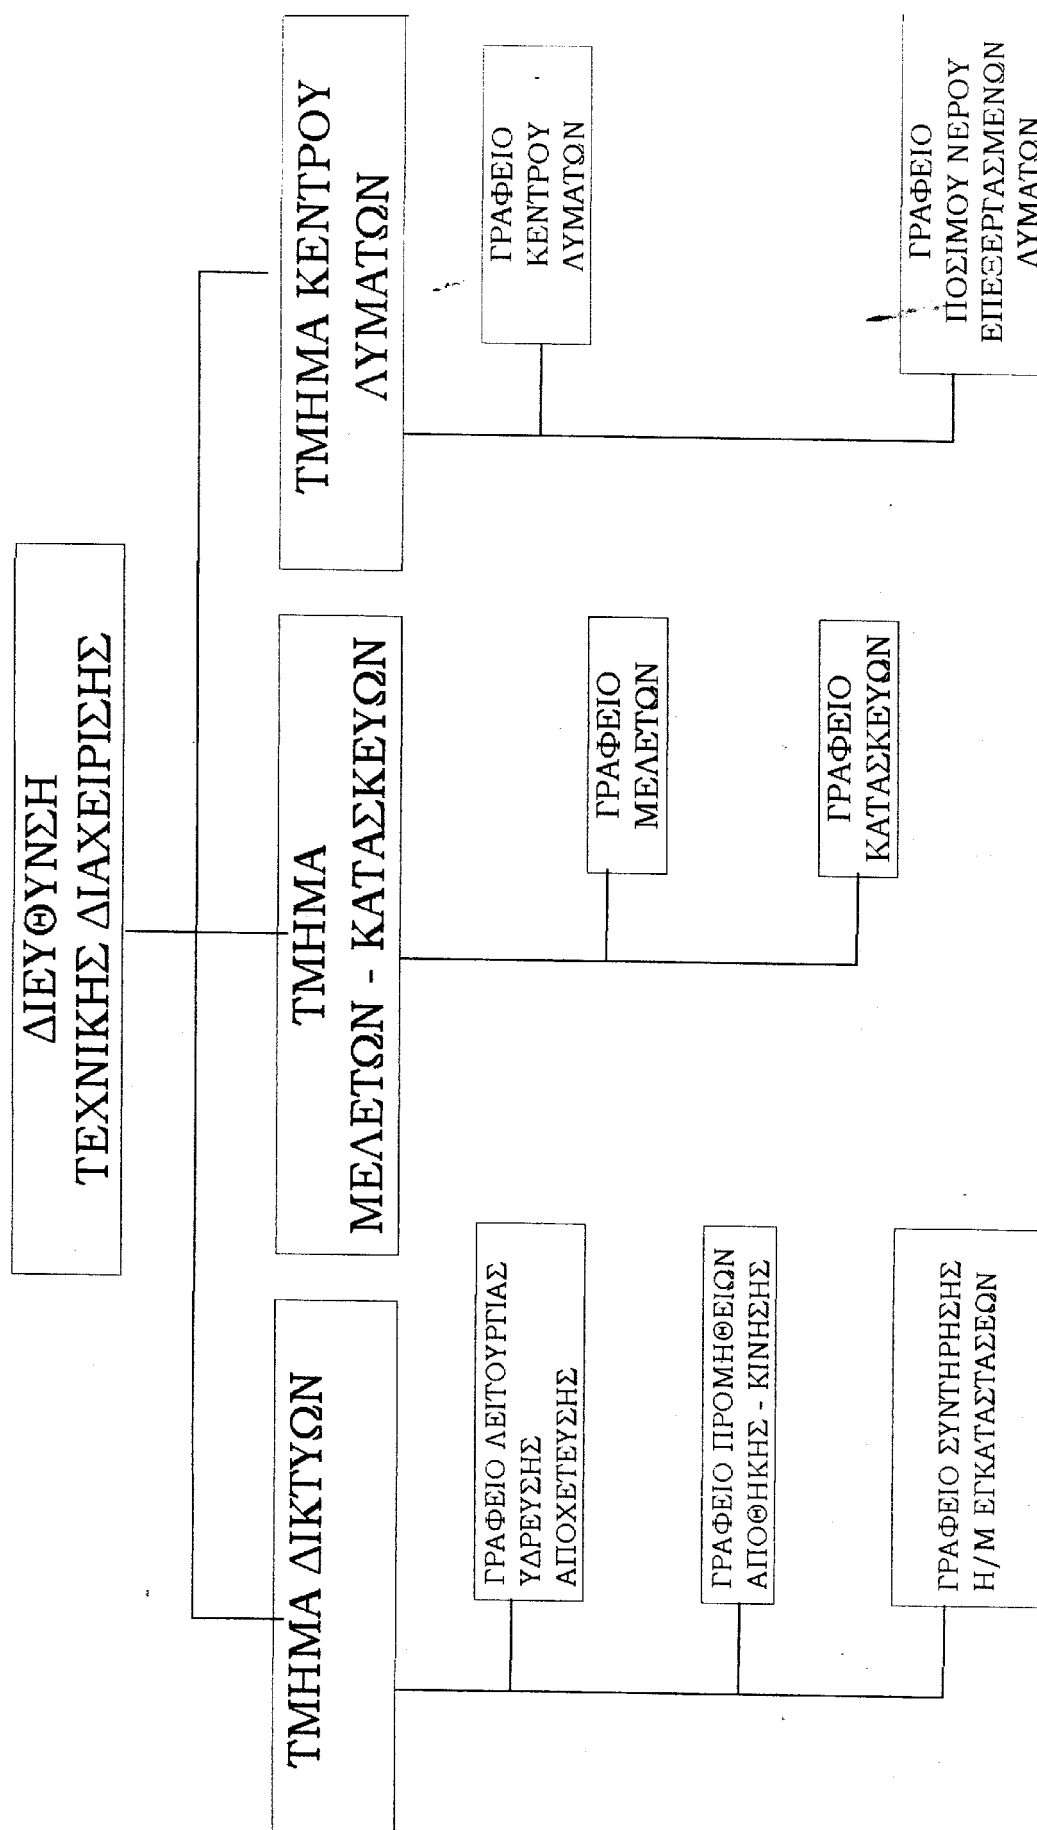 ΔΙΕΥΘΥΝΣΗ
ΤΕΧΝΙΚΗΣ ΔΙΑΧΕΙΡΙΣΗΣ
ΤΜΗΜΑ ΔΙΚΤΥΩΝ
ΓΡΑΦΕΙΟ ΛΕΙΤΟΥΡΓΙΑΣ
ΥΔΡΕΥΣΗΣ
ΑΠΟΧΕΤΕΥΣΗΣ
ΓΡΑΦΕΙΟ ΠΡΟΜΗΘΕΙΩΝ
ΑΠΟΘΗΚΗΣ - ΚΙΝΗΣΗΣ
ΓΡΑΦΕΙΟ ΣΥΝΤΗΡΗΣΗΣ
Η/Μ ΕΓΚΑΤΑΣΤΑΣΕΩΝ
ΤΜΗΜΑ
ΜΕΛΕΤΩΝ - ΚΑΤΑΣΚΕΥΩΝ
ΓΡΑΦΕΙΟ
ΜΕΛΕΤΩΝ
ΓΡΑΦΕΙΟ
ΚΑΤΑΣΚΕΥΩΝ
ΤΜΗΜΑ ΚΕΝΤΡΟΥ
ΛΥΜΑΤΩΝ
ΓΡΑΦΕΙΟ
ΚΕΝΤΡΟΥ
ΛΥΜΑΤΩΝ
ΓΡΑΦΕΙΟ
ΠΟΣΙΜΟΥ ΝΕΡΟΥ
ΕΠΕΞΕΡΓΑΣΜΕΝΩΝ
ΛΥΜΑΤΩΝ